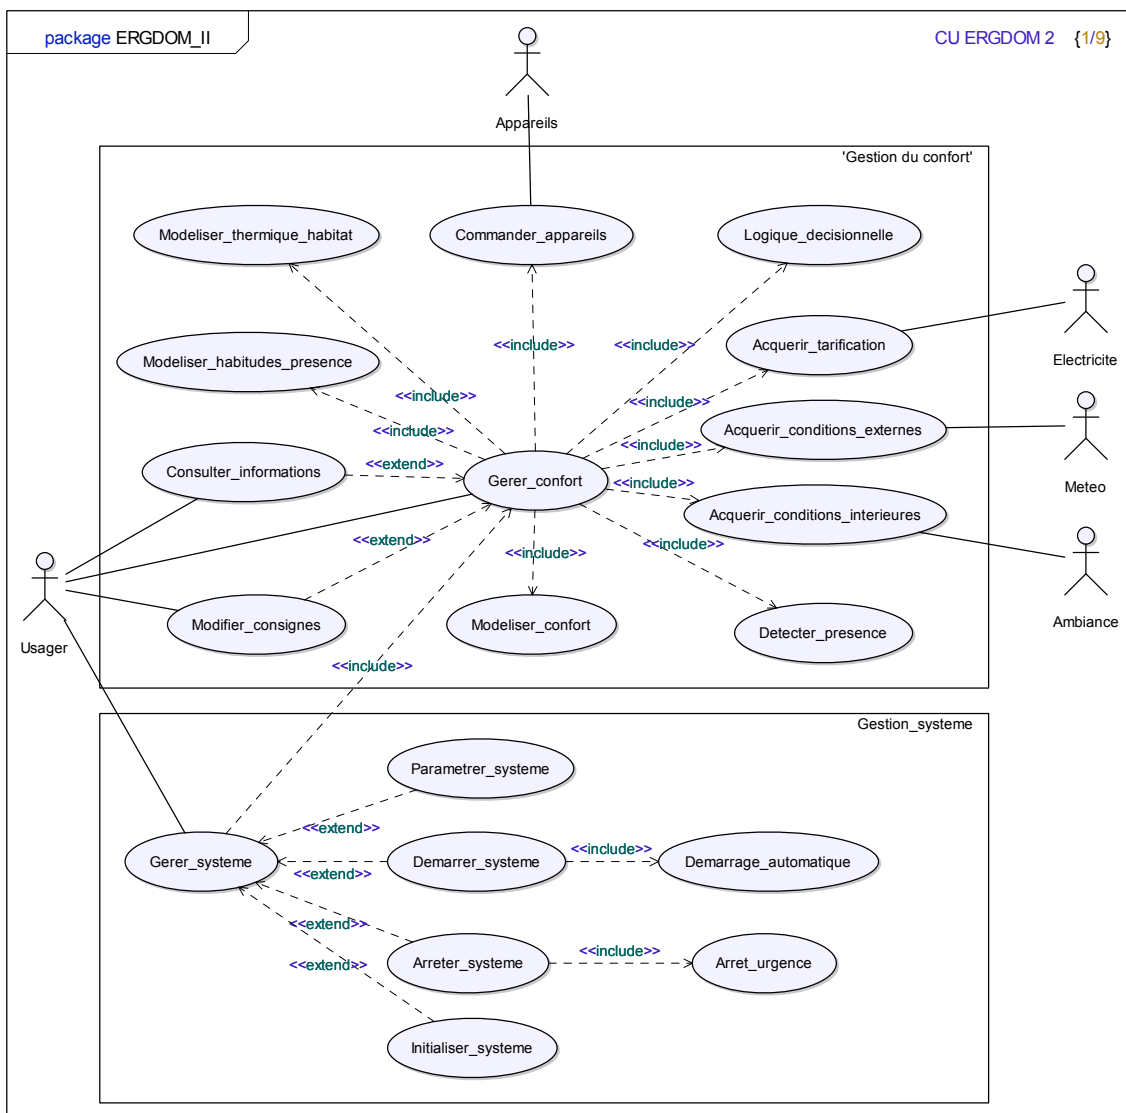 package ERGDOM_II
CU ERGDOM 2 {1/9}
Appareils
'Gestion du confort'
Modeliser_thermique_habitat
Commander_appareils
Logique_decisionnelle
Electricite
<<include>>
<<include>>
Acquerir_tarification
Modeliser_habitudes_presence
<<include>>
<<include>>
Acquerir_conditions_externes
<<include>>
<<include>>
Meteo
Consulter_informations
<<extend>>
Gerer_confort
<<include>>
Acquerir_conditions_interieures
<<extend>>
<<include>>
<<include>>
Modifier_consignes
Modeliser_confort
Detecter_presence
Ambiance
Usager
<<include>>
Gestion_systeme
Parametrer_systeme
<<extend>>
Gerer_systeme
Demarrer_systeme
<<include>>
Demarrage_automatique
<<extend>>
<<extend>>
Arreter_systeme
<<include>>
Arret_urgence
<<extend>>
Initialiser_systeme